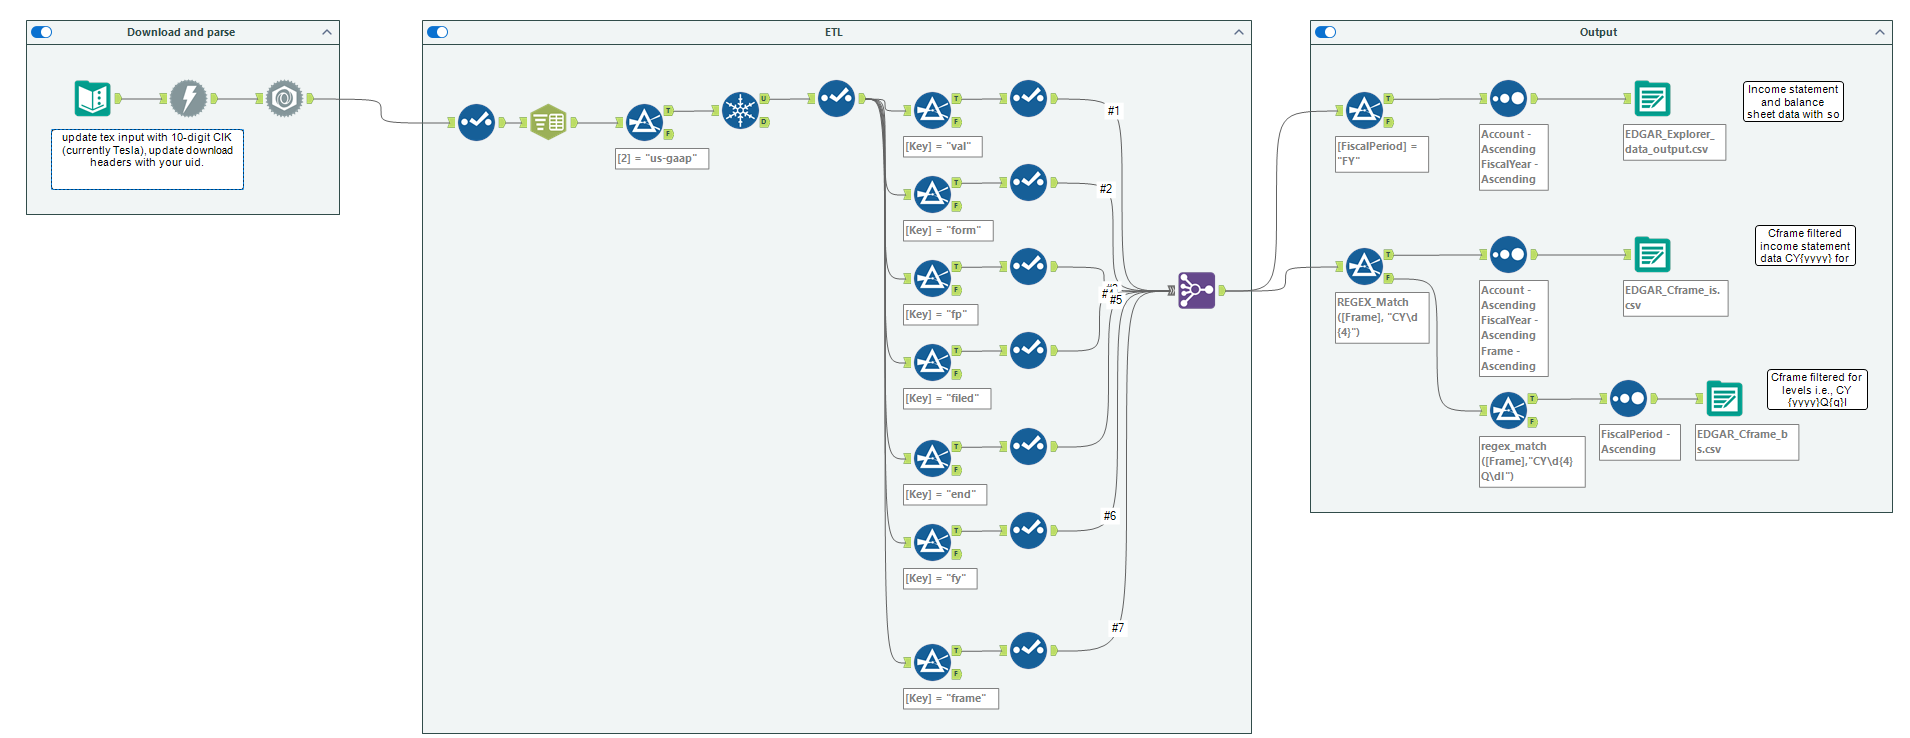 Download and parse
update tex input with 10-digit CIK
(currently Tesla), update download
headers with your uid.
ETL
T
F
[2] = "us-gaap"
U
D
T
F
[Key] = "val"
#1
T
F
[Key] = "form"
#2
T
F
[Key] = "fp"
#5
T
F
[Key] = "filed"
T
F
[Key] = "end"
T
F
[Key] = "fy"
#6
T
F
[Key] = "frame"
#7
Output
T
F
[FiscalPeriod] =
"FY"
Account -
Ascending
FiscalYear -
Ascending
EDGAR_Explorer_
data_output.csv
Income statement
and balance
sheet data with so
T
F
REGEX_Match
([Frame], "CY\d
{4}")
Account -
Ascending
FiscalYear -
Ascending
Frame -
Ascending
EDGAR_Cframe_is.
csv
Cframe filtered
income statement
data CY{yyyy} for
T
F
regex_match
([Frame],"CY\d{4}
Q\dI")
FiscalPeriod -
Ascending
EDGAR_Cframe_b
s.csv
Cframe filtered for
levels i.e., CY
{yyyy}Q{q}I